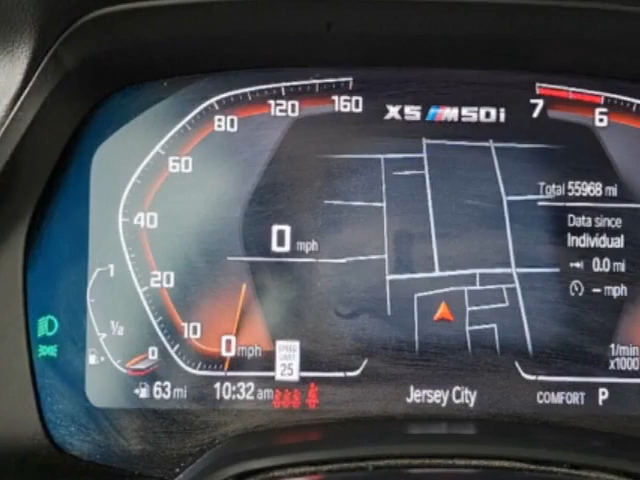 160
120
80
60
40
20
10
0 mph
0 mph
X5 M50i
7
6
Total 55968 mi
Data since
Individual
0.0 mi
– mph
1/min
x1000
1
½
0
SPEED
LIMIT
25
63 mi
10:32 am
Jersey City
COMFORT P